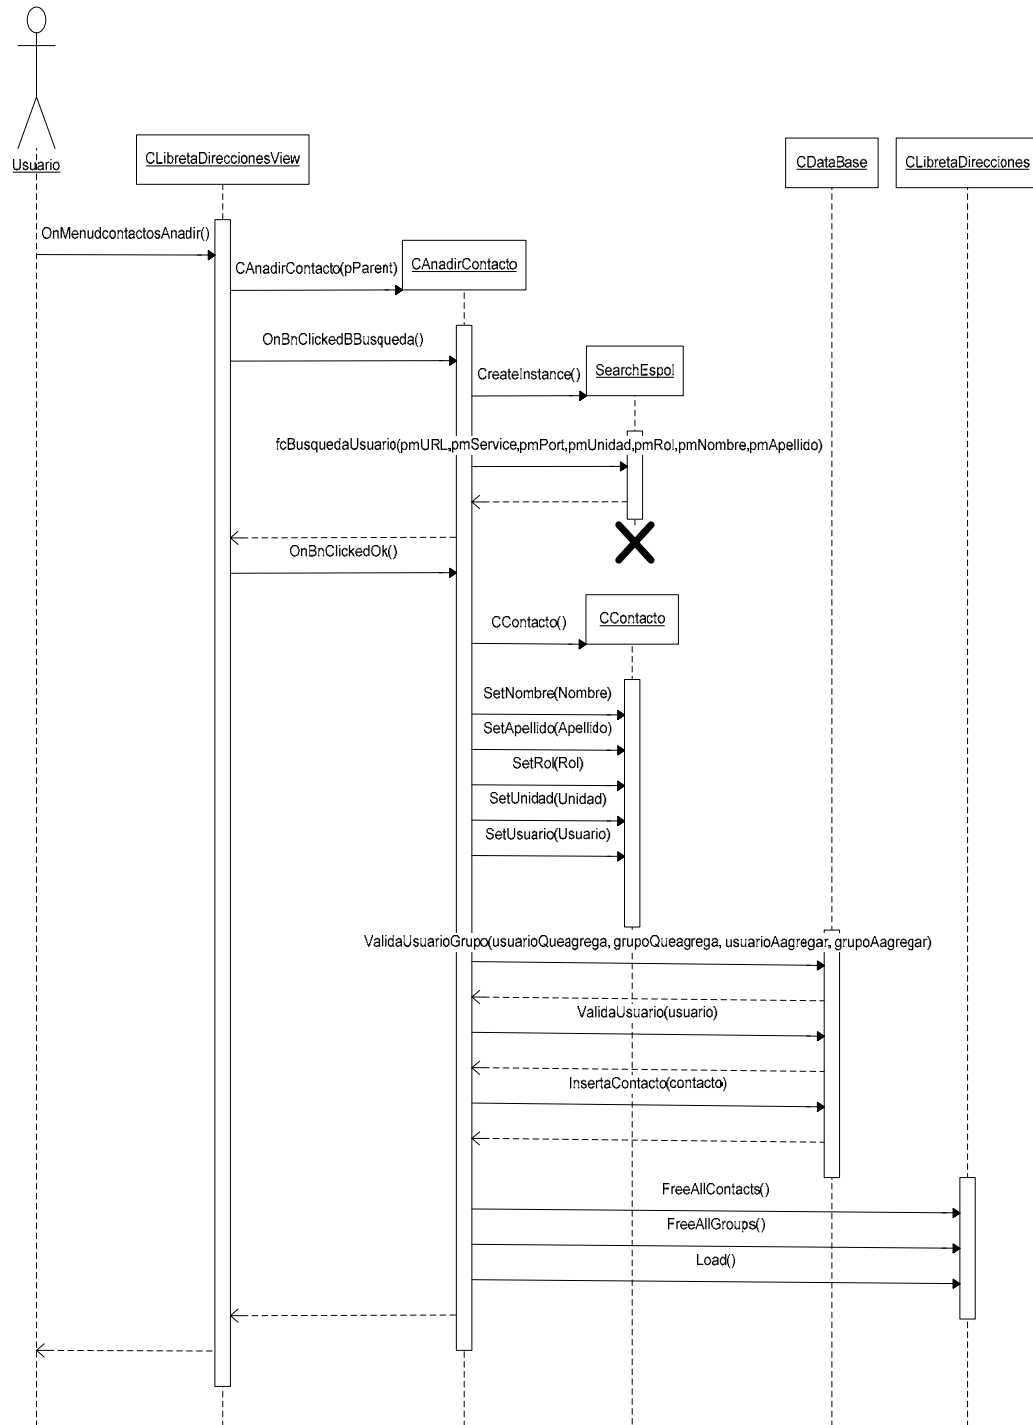 Usuario
CLibretaDireccionesView
CDataBase
CLibretaDirecciones
OnMenudcontactosAnadir()
CAnadirContacto(pParent)
CAnadirContacto
OnBnClickedBBusqueda()
CreateInstance()
SearchEspol
fcBusquedaUsuario(pmURL,pmService,pmPort,pmUnidad,pmRol,pmNombre,pmApellido)
OnBnClickedOk()
CContacto()
CContacto
SetNombre(Nombre)
SetApellido(Apellido)
SetRol(Rol)
SetUnidad(Unidad)
SetUsuario(Usuario)
ValidaUsuarioGrupo(usuarioQueagrega, grupoQueagrega, usuarioAagregar, grupoAagregar)
ValidaUsuario(usuario)
InsertaContacto(contacto)
FreeAllContacts()
FreeAllGroups()
Load()